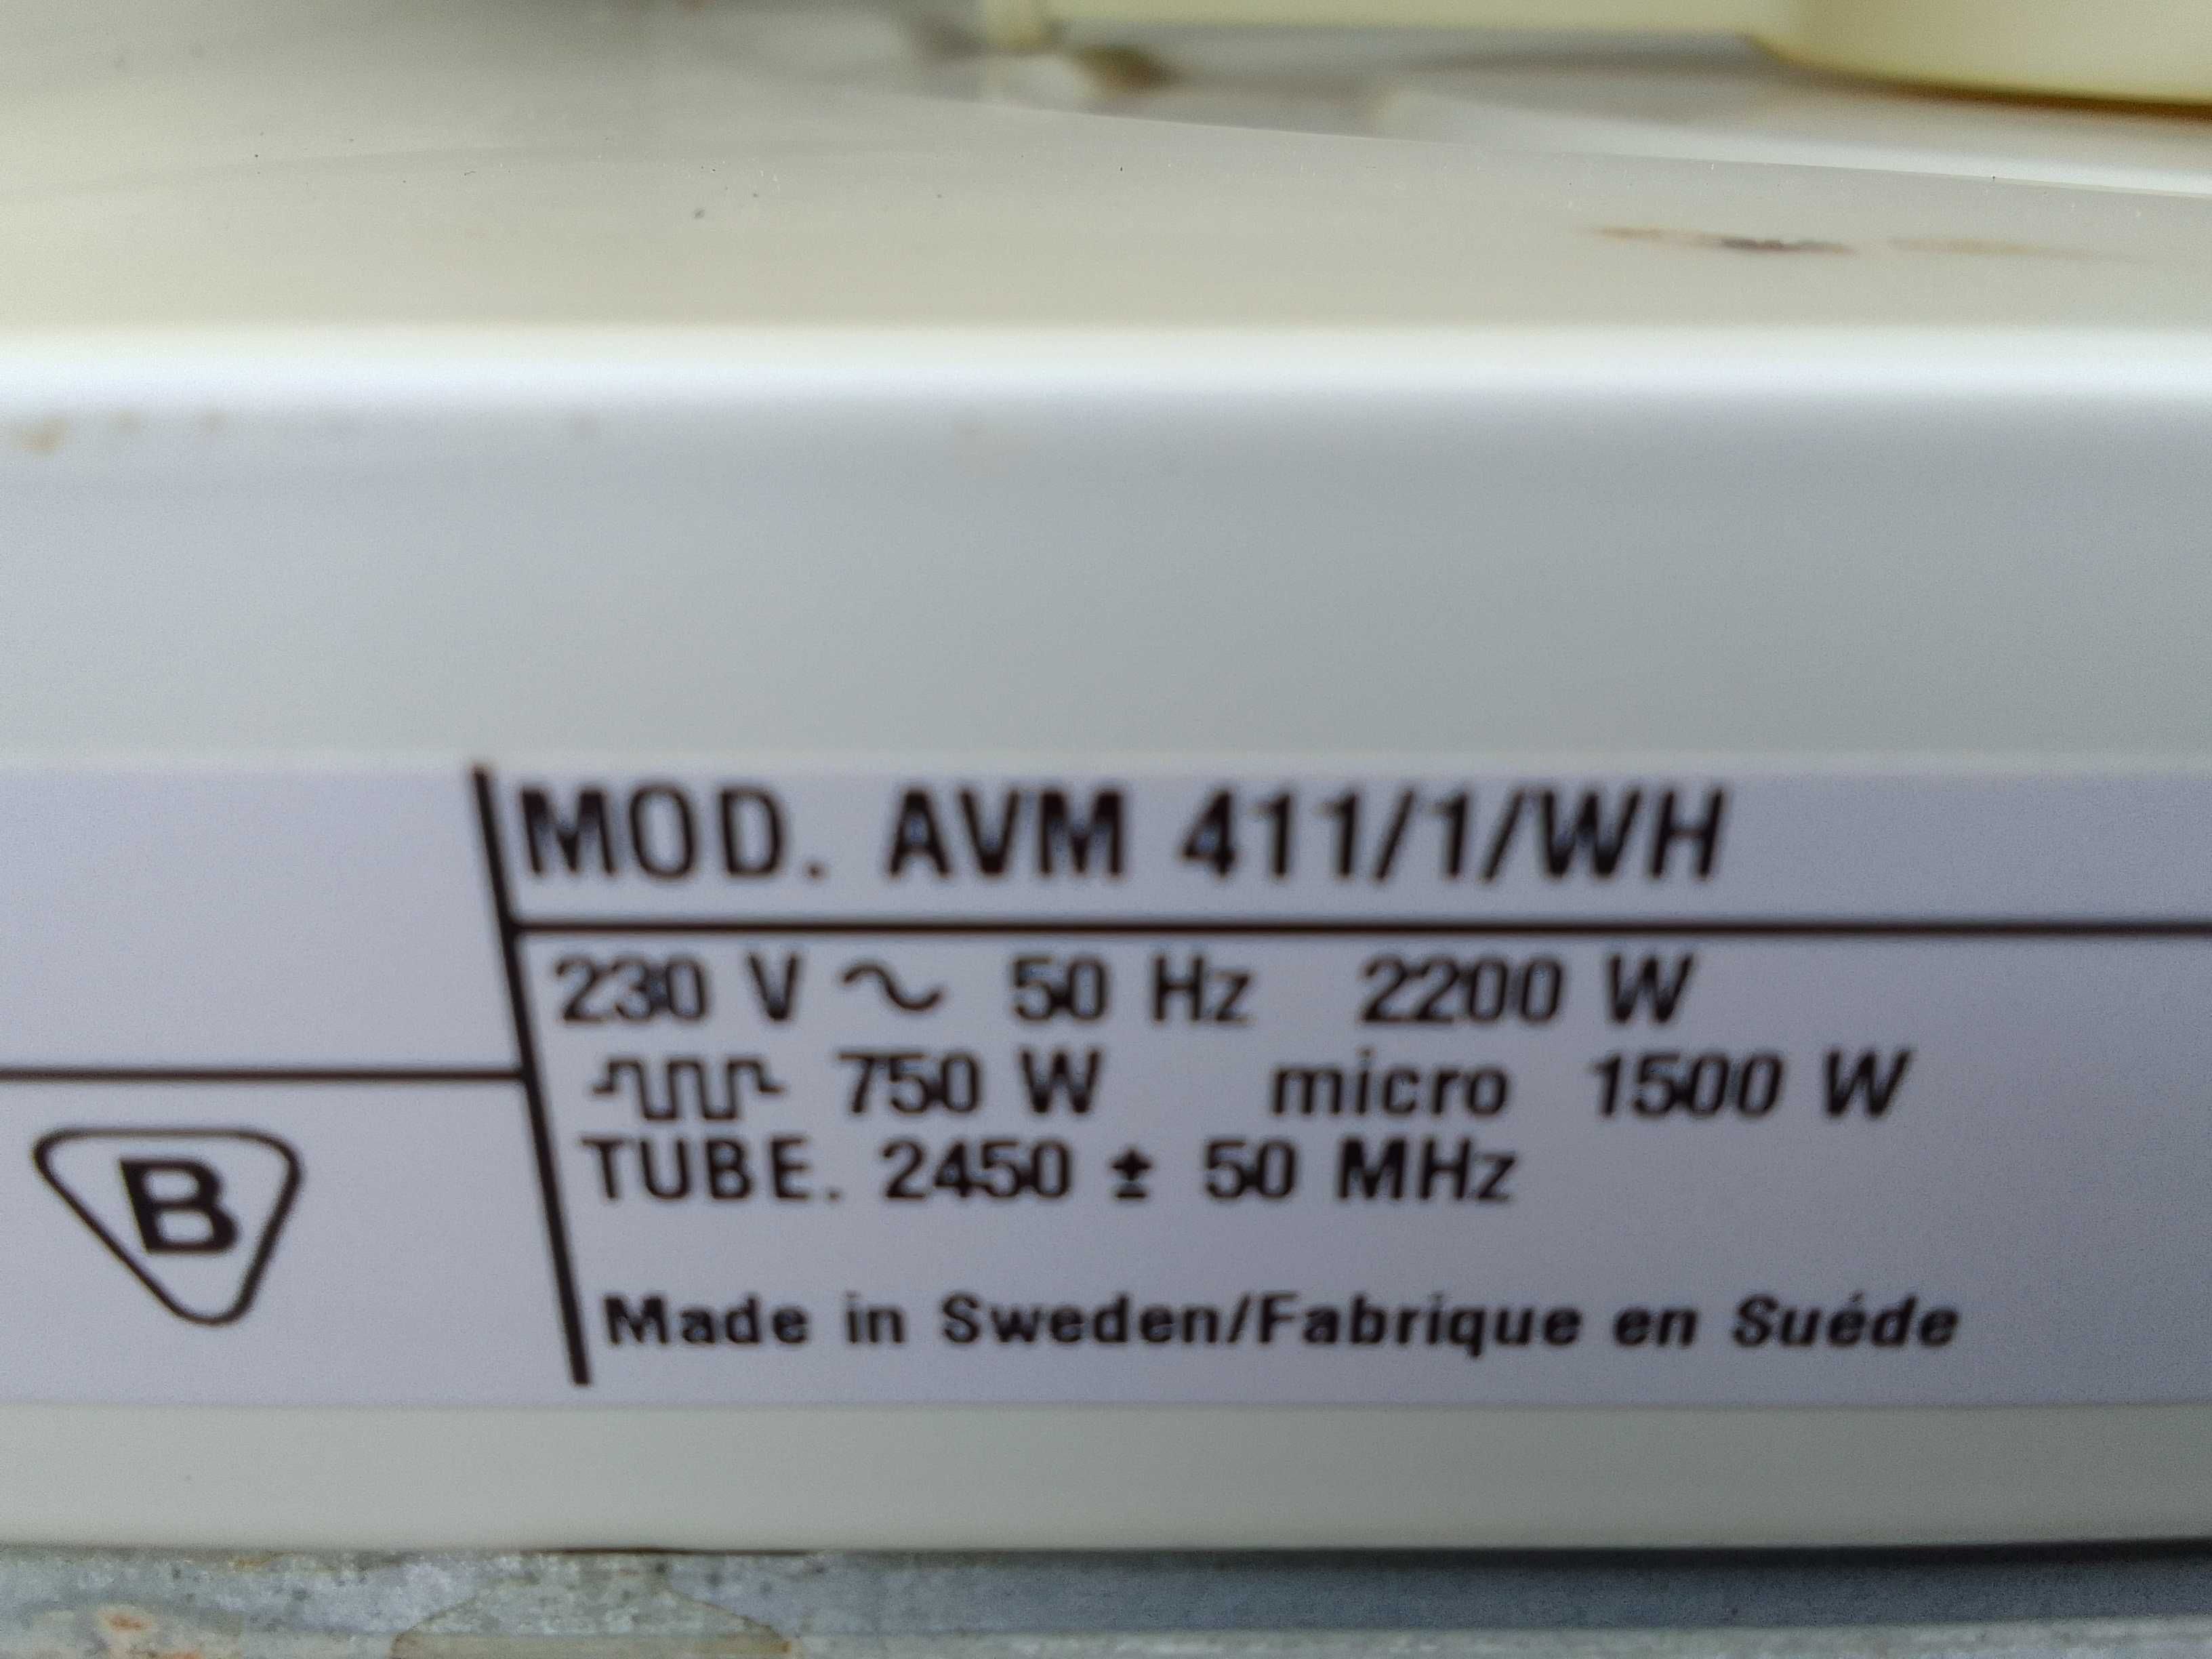 MOD. AVM 411/1/WH
230 V ~ 50 Hz 2200 W
750 W micro 1500 W
TUBE. 2450 ± 50 MHz
B
Made in Sweden/Fabrique en Suéde